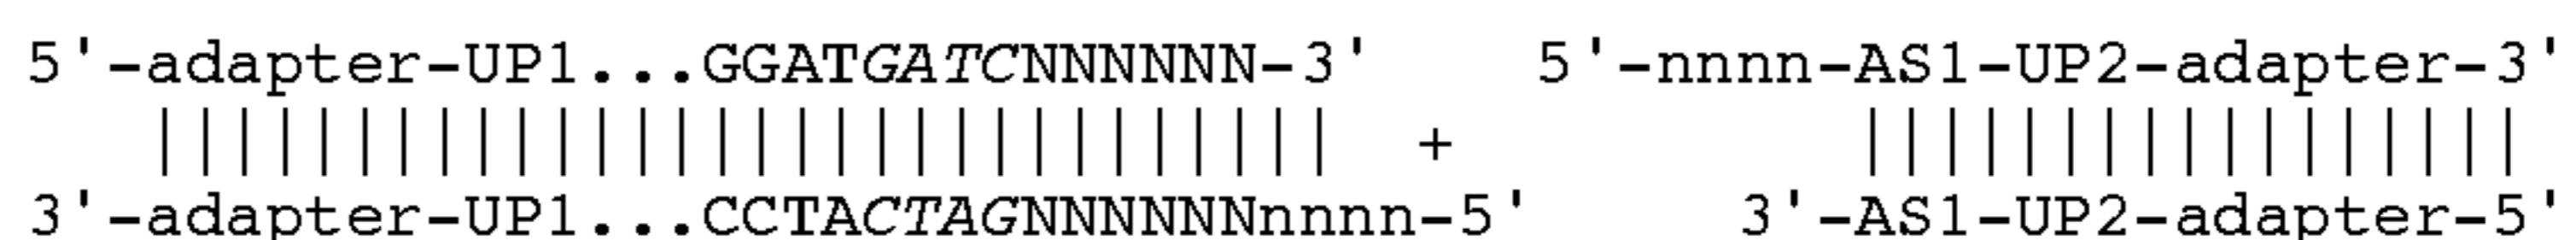 5'-adapter-UP1...GGATGATCNNNNNN-3' 5'-nnnn-AS1-UP2-adapter-3'
|||||||||||||||||||||||||||||| + |||||||||||||||||
3'-adapter-UP1...CCTACTAGNNNNNNnnnn-5' 3'-AS1-UP2-adapter-5'